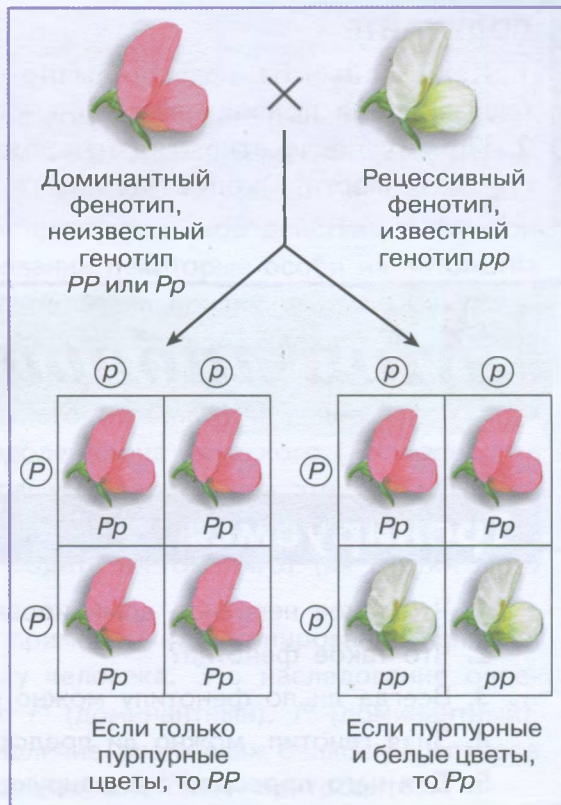 Доминантный
фенотип,
неизвестный
генотип
PP или Pp
Рецессивный
фенотип,
известный
генотип pp
p p
P
Pp Pp
P
Pp Pp
Если только
пурпурные
цветы, то PP
p p
P
Pp Pp
p
pp pp
Если пурпурные
и белые цветы,
то Pp